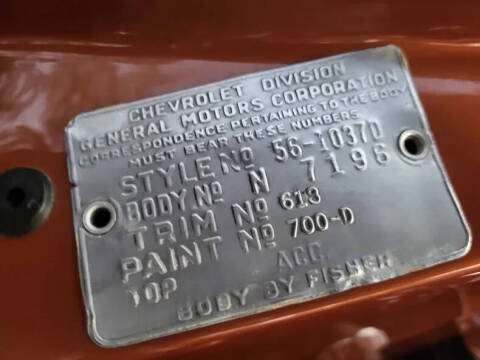 CHEVROLET DIVISION
GENERAL MOTORS CORPORATION
CORRESPONDENCE PERTAINING TO THE BODY
MUST BEAR THESE NUMBERS
STYLE No 56-1037D
BODY No N 7196
TRIM No 613
PAINT No 700-D
TOP ACC.
BODY BY FISHER